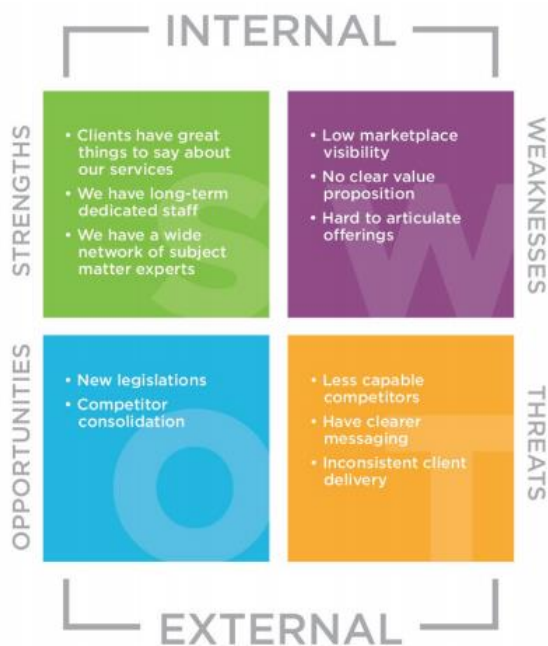 INTERNAL
STRENGTHS
• Clients have great
things to say about
our services
• We have long-term
dedicated staff
• We have a wide
network of subject
matter experts
S
WEAKNESSES
• Low marketplace
visibility
• No clear value
proposition
• Hard to articulate
offerings
W
OPPORTUNITIES
• New legislations
• Competitor
consolidation
O
THREATS
• Less capable
competitors
• Have clearer
messaging
• Inconsistent client
delivery
T
EXTERNAL